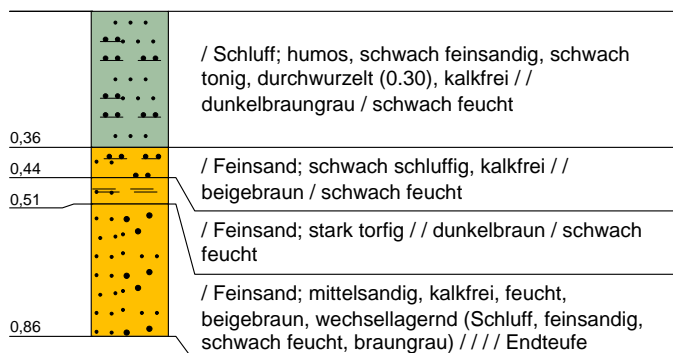 / Schluff; humos, schwach feinsandig, schwach
tonig, durchwurzelt (0.30), kalkfrei / /
dunkelbraungrau / schwach feucht
0,36
/ Feinsand; schwach schluffig, kalkfrei / /
beigebraun / schwach feucht
0,44
/ Feinsand; stark torfig / / dunkelbraun / schwach
feucht
0,51
/ Feinsand; mittelsandig, kalkfrei, feucht,
beigebraun, wechsellagernd (Schluff, feinsandig,
schwach feucht, braungrau) / / / / Endteufe
0,86